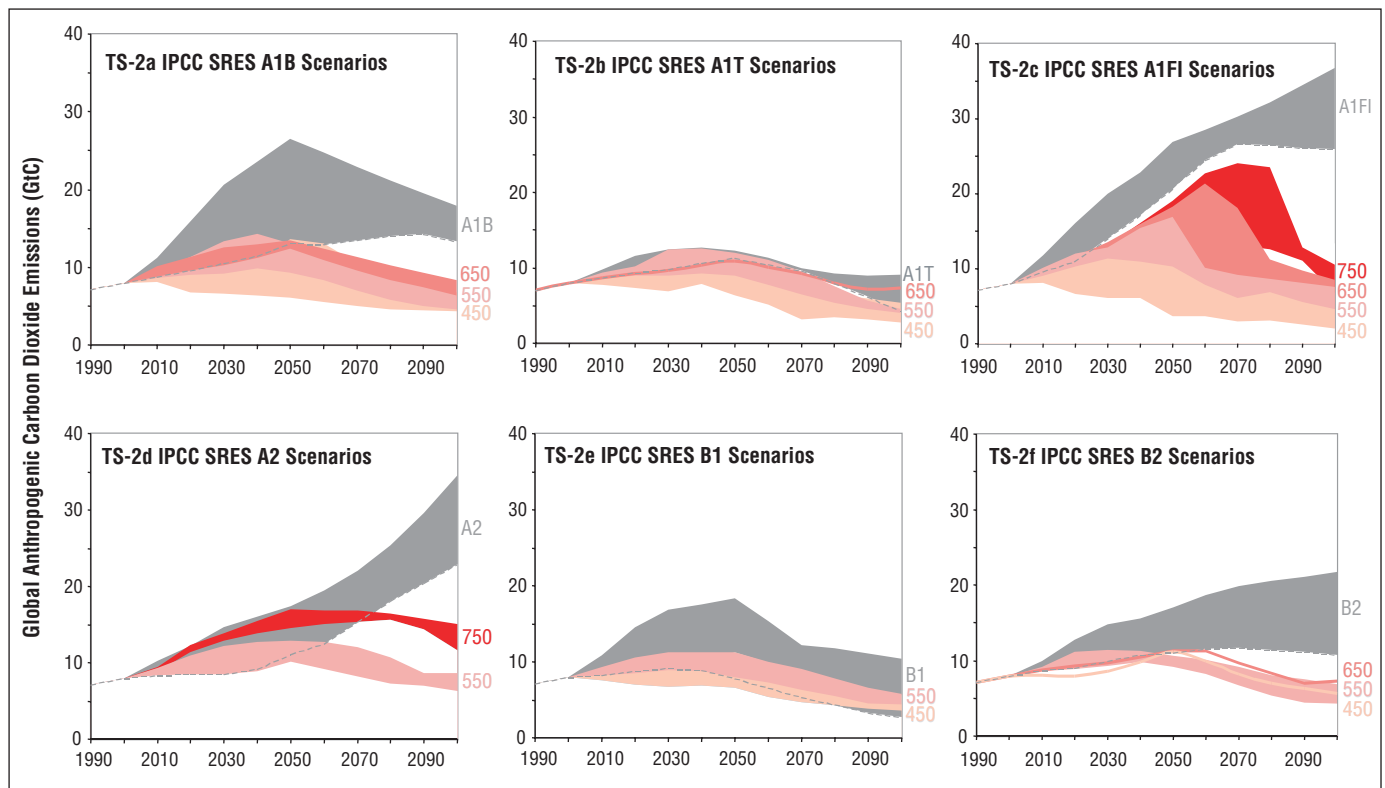 Global Anthropogenic Carboon Dioxide Emissions (GtC)
TS-2a IPCC SRES A1B Scenarios
40
30
20
10
0
1990 2010 2030 2050 2070 2090
A1B
650
550
450
TS-2b IPCC SRES A1T Scenarios
40
30
20
10
0
1990 2010 2030 2050 2070 2090
A1T
650
550
450
TS-2c IPCC SRES A1FI Scenarios
40
30
20
10
0
1990 2010 2030 2050 2070 2090
A1FI
750
650
550
450
TS-2d IPCC SRES A2 Scenarios
40
30
20
10
0
1990 2010 2030 2050 2070 2090
A2
750
550
TS-2e IPCC SRES B1 Scenarios
40
30
20
10
0
1990 2010 2030 2050 2070 2090
B1
550
450
TS-2f IPCC SRES B2 Scenarios
40
30
20
10
0
1990 2010 2030 2050 2070 2090
B2
650
550
450